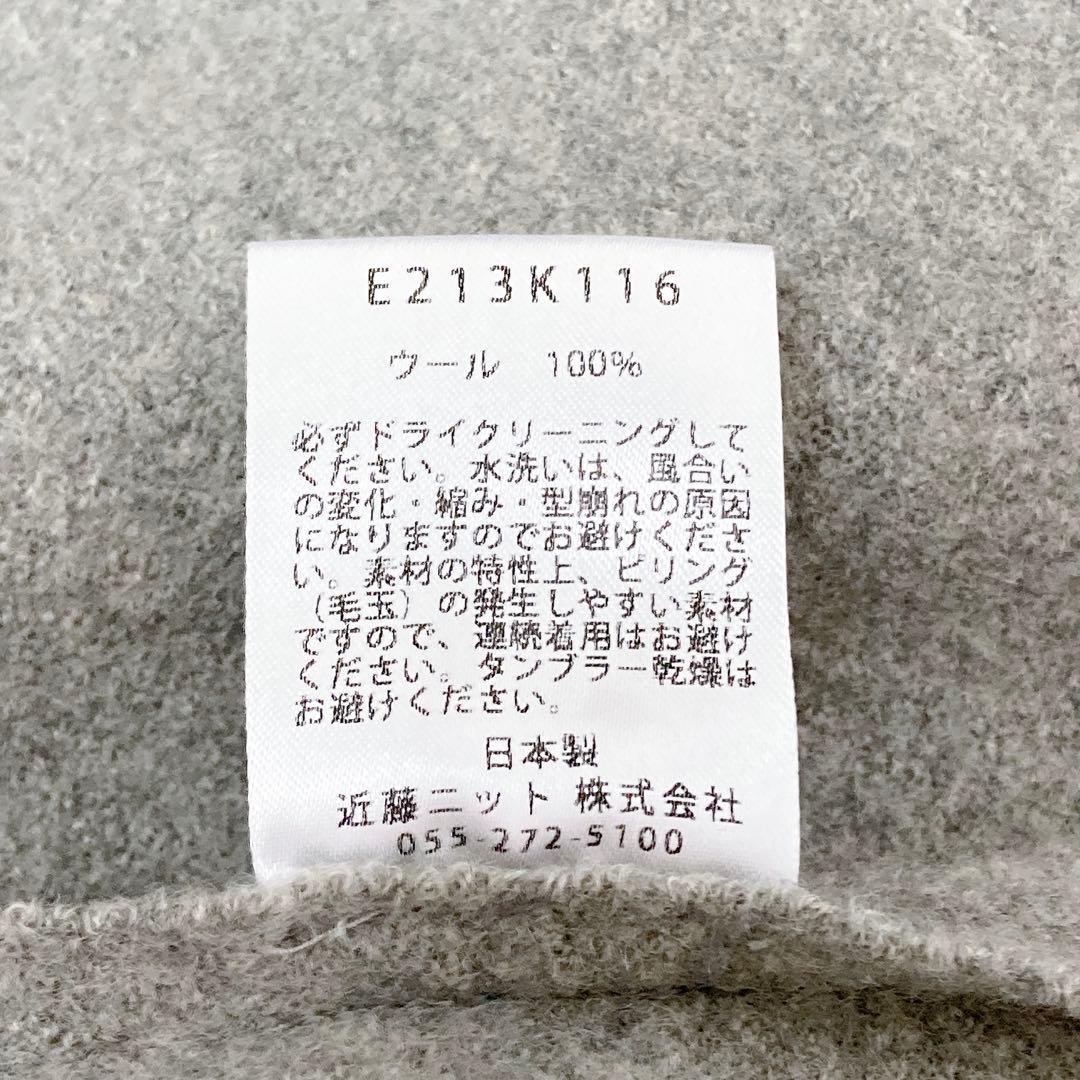 E213K116
ウール 100%
必ずドライクリーニングして
ください。水洗いは、風合い
の変化・縮み・型崩れの原因
になりますのでお避けくださ
い。素材の特性上、ピリング
（毛玉）の発生しやすい素材
ですので、連続着用はお避け
ください。タンブラー乾燥は
お避けください。
日本製
近藤ニット 株式会社
055-272-5100